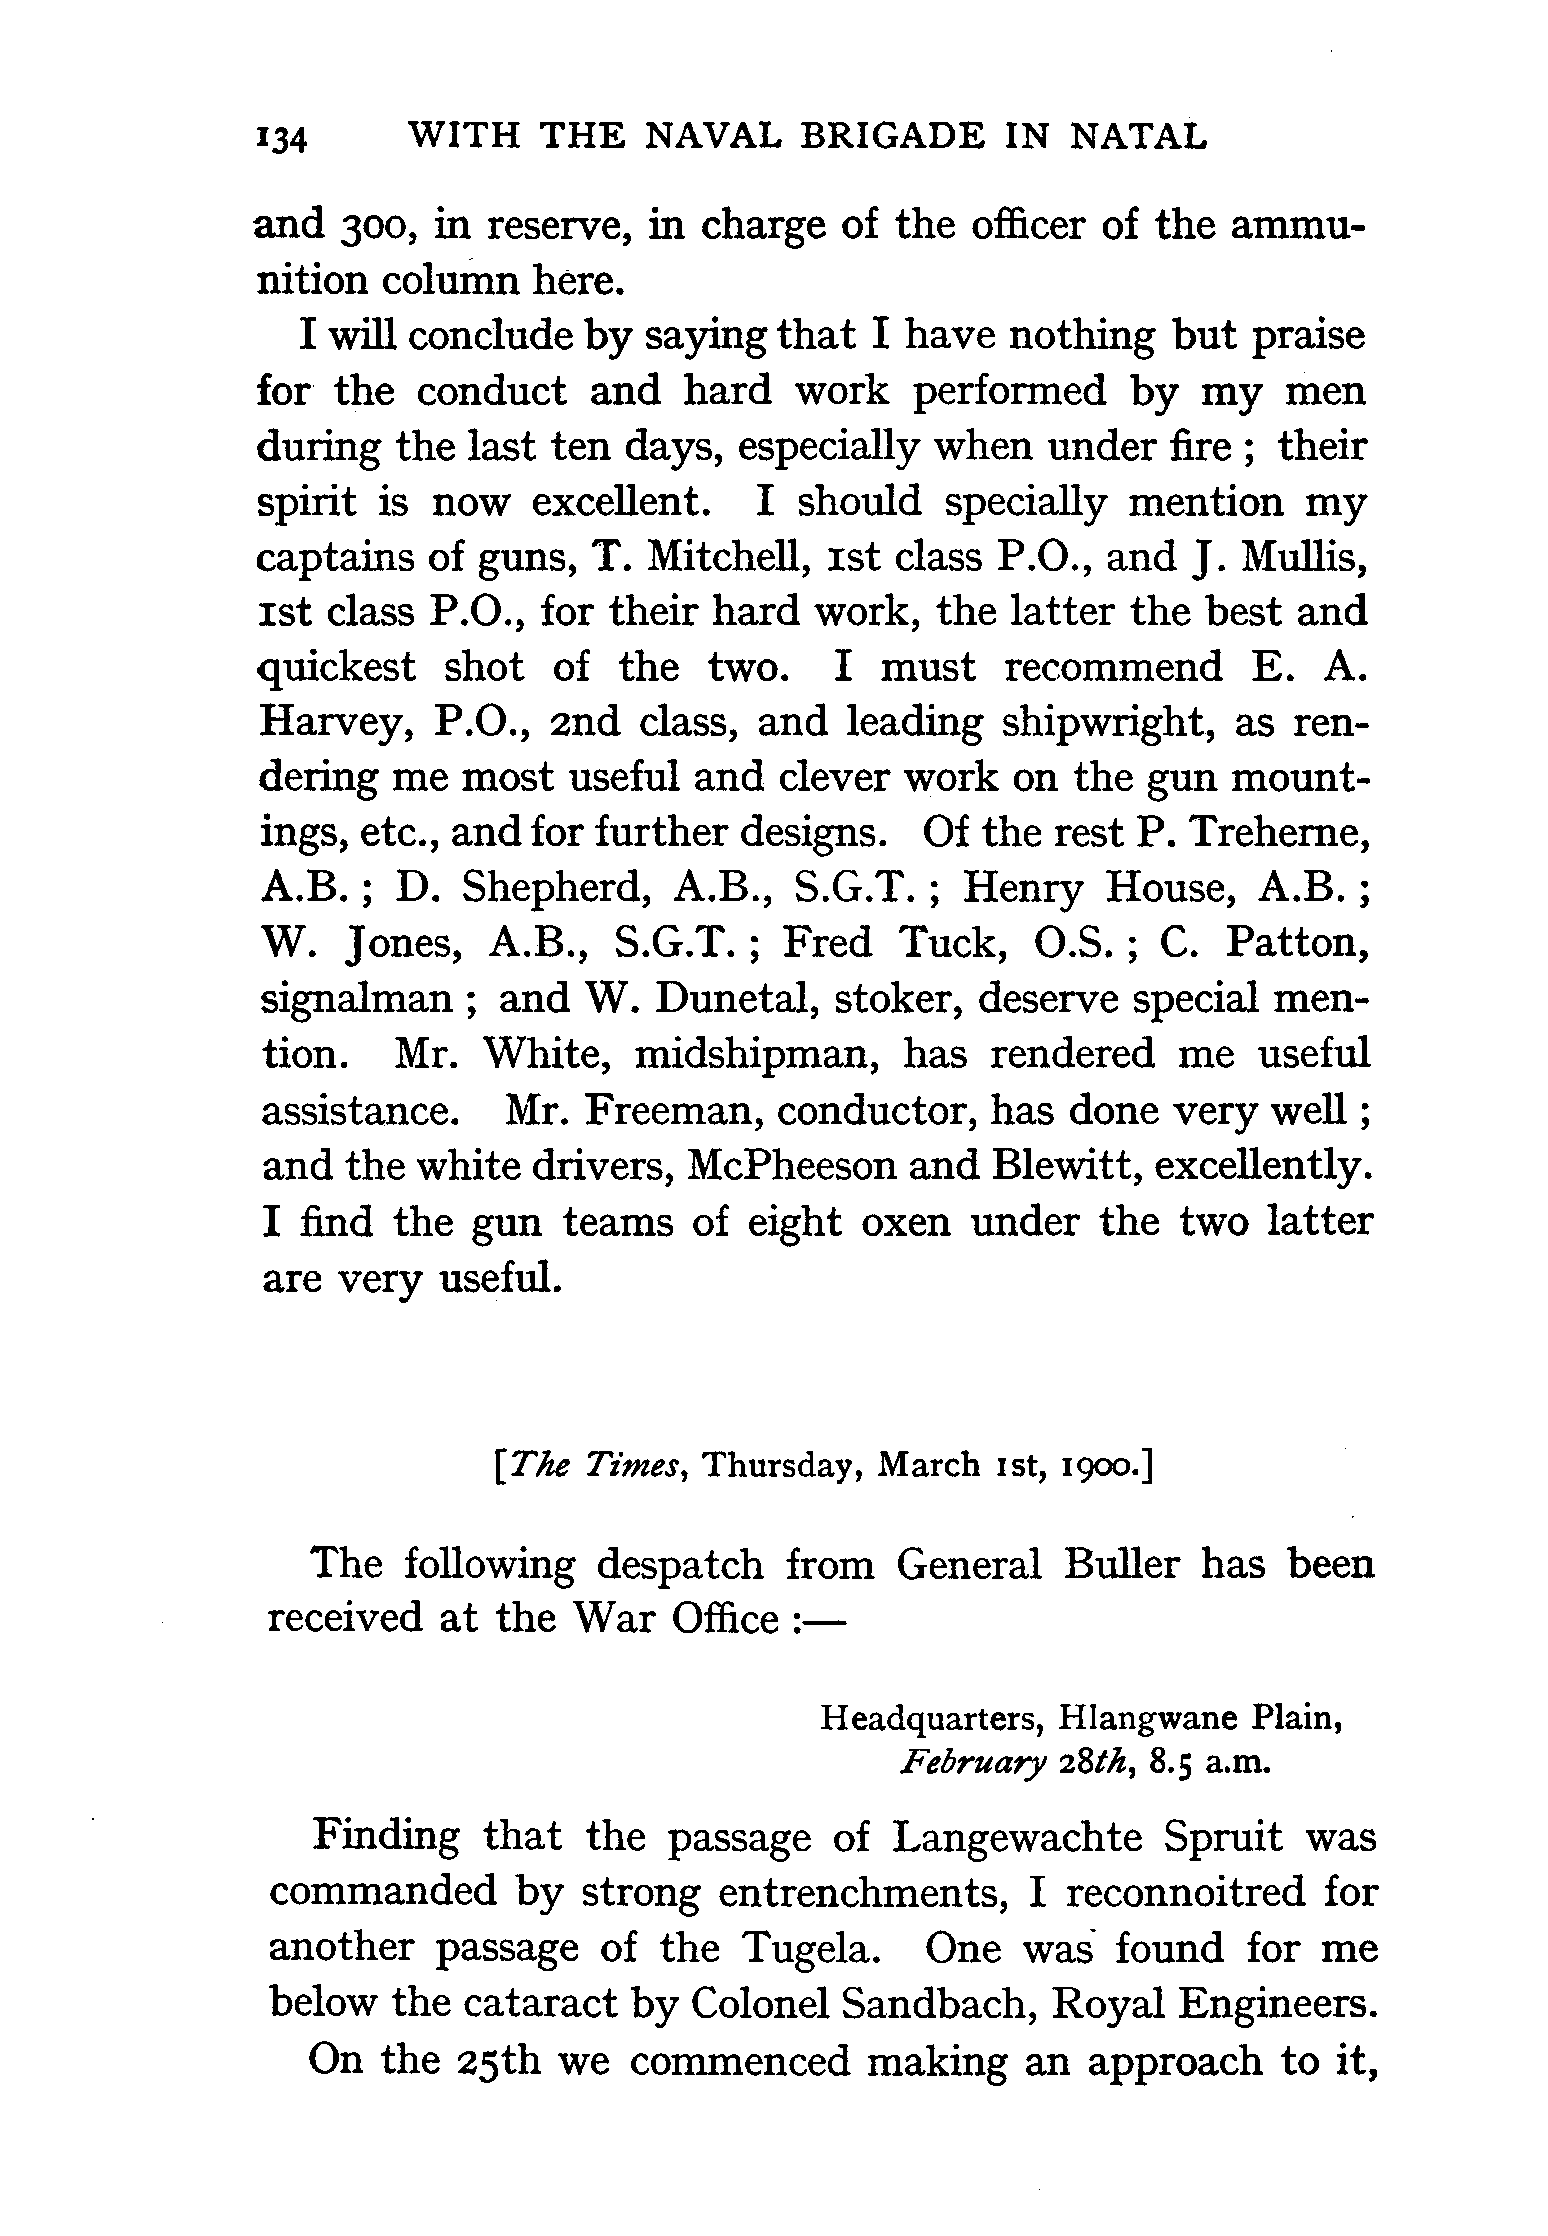 134 WITH THE NAVAL BRIGADE IN NATAL
and 300, in reserve, in charge of the officer of the ammu-
nition column here.
I will conclude by saying that I have nothing but praise
for the conduct and hard work performed by my men
during the last ten days, especially when under fire ; their
spirit is now excellent. I should specially mention my
captains of guns, T. Mitchell, 1st class P.O., and J. Mullis,
1st class P.O., for their hard work, the latter the best and
quickest shot of the two. I must recommend E. A.
Harvey, P.O., 2nd class, and leading shipwright, as ren-
dering me most useful and clever work on the gun mount-
ings, etc., and for further designs. Of the rest P. Treherne,
A.B. ; D. Shepherd, A.B., S.G.T. ; Henry House, A.B. ;
W. Jones, A.B., S.G.T. ; Fred Tuck, O.S. ; C. Patton,
signalman ; and W. Dunetal, stoker, deserve special men-
tion. Mr. White, midshipman, has rendered me useful
assistance. Mr. Freeman, conductor, has done very well ;
and the white drivers, McPheeson and Blewitt, excellently.
I find the gun teams of eight oxen under the two latter
are very useful.
[The Times, Thursday, March 1st, 1900.]
The following despatch from General Buller has been
received at the War Office :—
Headquarters, Hlangwane Plain,
February 28th, 8.5 a.m.
Finding that the passage of Langewachte Spruit was
commanded by strong entrenchments, I reconnoitred for
another passage of the Tugela. One was found for me
below the cataract by Colonel Sandbach, Royal Engineers.
On the 25th we commenced making an approach to it,